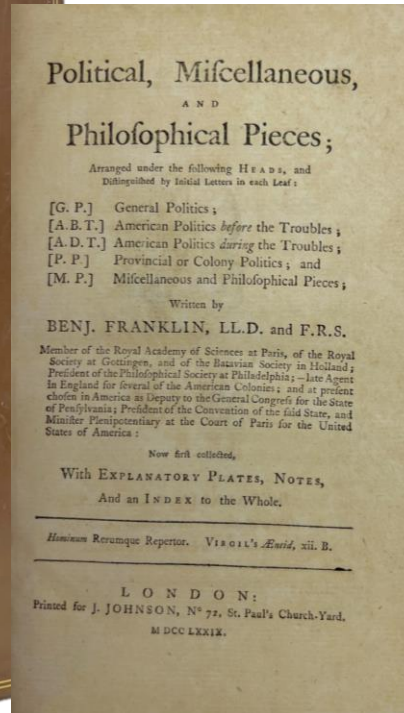 Political, Miſcellaneous,
AND
Philoſophical Pieces;
Arranged under the following HEADS, and
Diſtinguiſhed by Initial Letters in each Leaf:
[G. P.] General Politics;
[A.B.T.] American Politics before the Troubles;
[A.D.T.] American Politics during the Troubles;
[P. P.] Provincial or Colony Politics; and
[M. P.] Miſcellaneous and Philoſophical Pieces;
Written by
BENJ. FRANKLIN, LL.D. and F.R.S.
Member of the Royal Academy of Sciences at Paris, of the Royal
Society at Gottingen, and of the Batavian Society in Holland;
Preſident of the Philoſophical Society at Philadelphia; – late Agent
in England for ſeveral of the American Colonies; and at preſent
choſen in America as Deputy to the General Congreſs for the State
of Penſylvania; Preſident of the Convention of the ſaid State, and
Miniſter Plenipotentiary at the Court of Paris for the United
States of America:
Now firſt collected,
With EXPLANATORY PLATES, NOTES,
And an INDEX to the Whole.
Hominum Rerumque Repertor. VIRGIL's Æneid, xii. B.
LONDON:
Printed for J. JOHNSON, Nº 72, St. Paul's Church-Yard.
M DCC LXXIX.